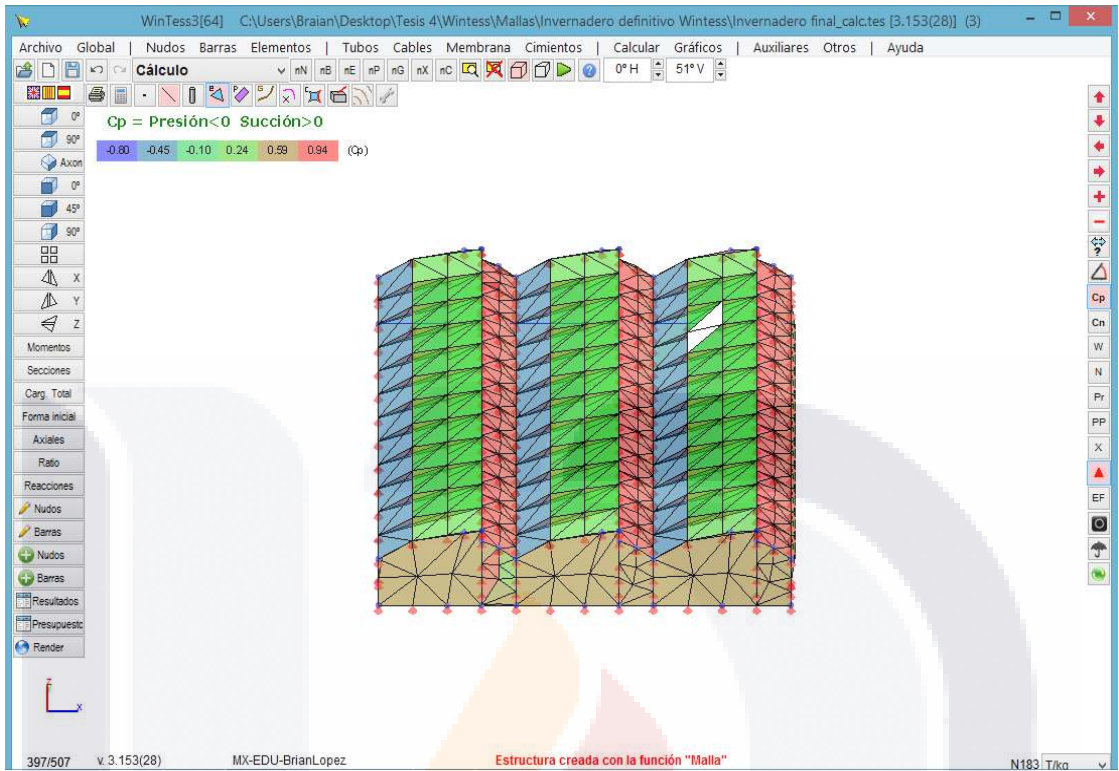 WinTess3[64] C:\Users\Braian\Desktop\Tesis 4\Wintess\Mallas\Invernadero definitivo Wintess\Invernadero final_calc.tes [3.153(28)] (3)
Archivo Global | Nudos Barras Elementos | Tubos Cables Membrana Cimientos | Calcular Gráficos | Auxiliares Otros | Ayuda
Cálculo nN nB nE nP nG nX nC 0° H 51° V
0°
Cp = Presión<0 Succión>0
90°
-0.80 -0.45 -0.10 0.24 0.59 0.94 (Cp)
Axon
0°
45°
90°
X
Y
Z
Momentos
Secciones
Carg. Total
Forma inicial
Axiales
Ratio
Reacciones
Nudos
Barras
Nudos
Barras
Resultados
Presupuesto
Render
?
Cp
Cn
W
N
Pr
PP
X
EF
z
x
397/507 v. 3.153(28) MX-EDU-BrianLopez Estructura creada con la función "Malla" N183 T/kg